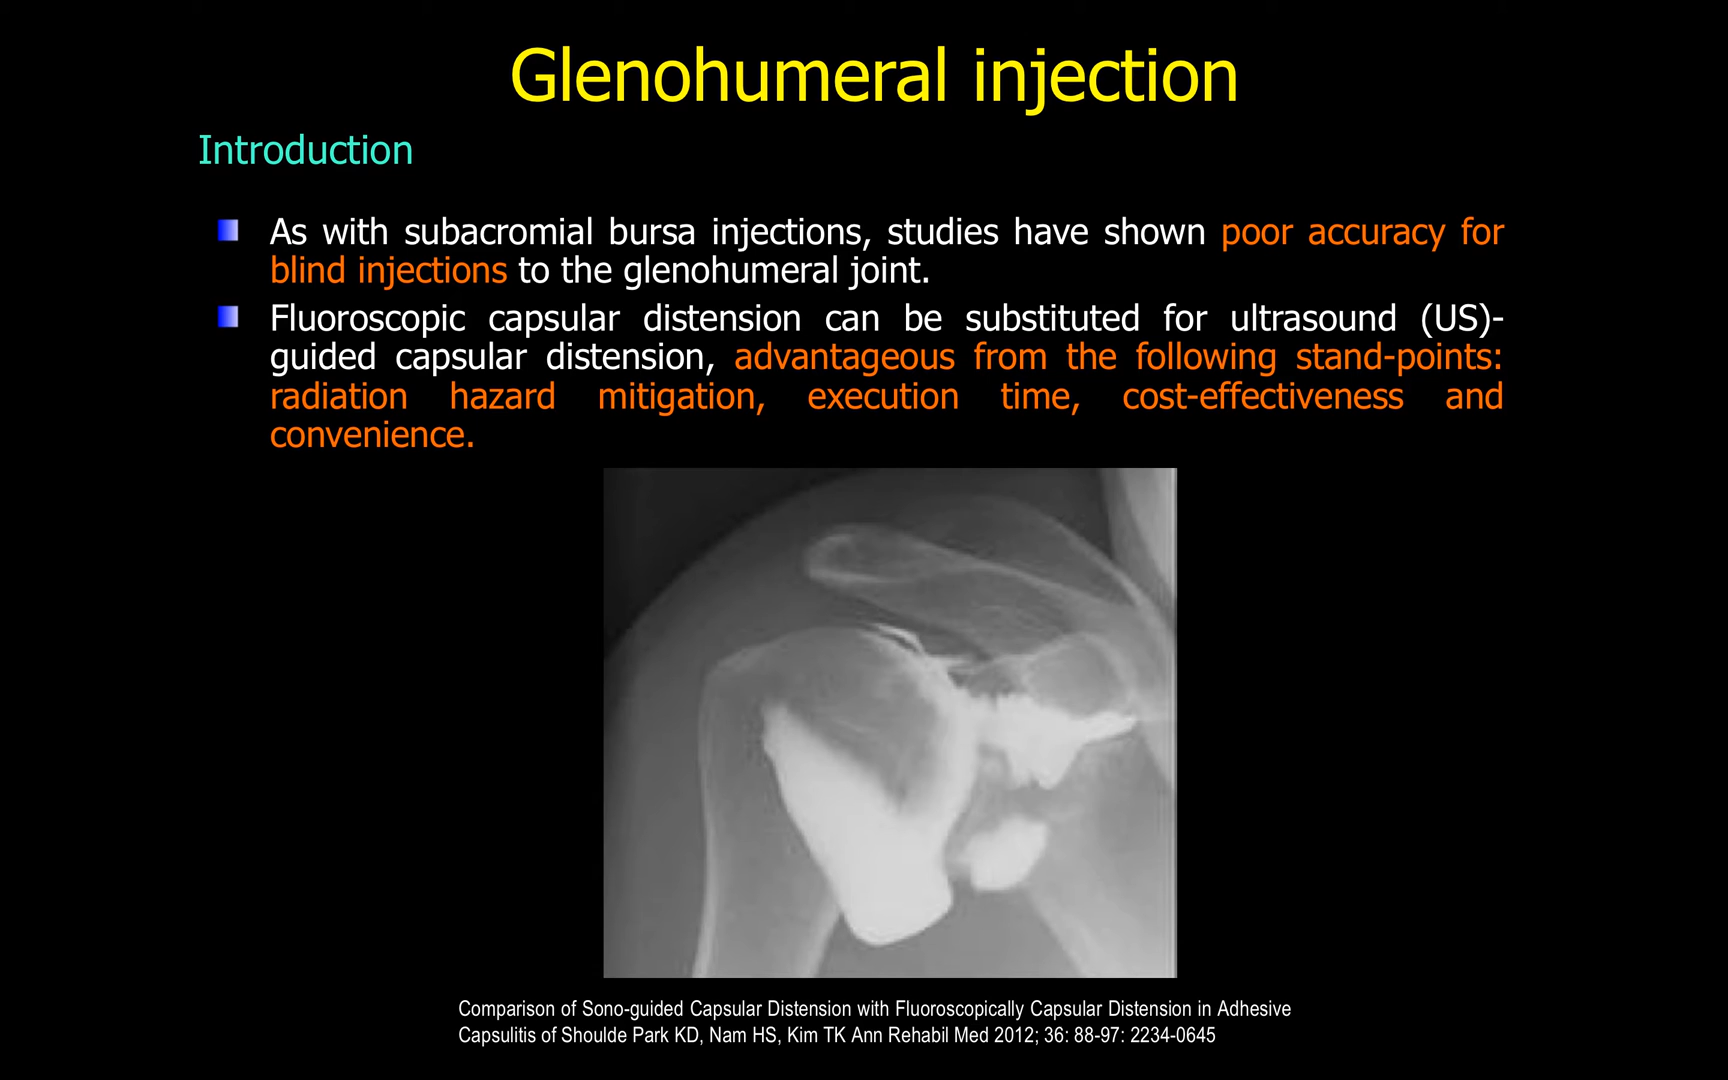 Glenohumeral injection
Introduction
As with subacromial bursa injections, studies have shown poor accuracy for
blind injections to the glenohumeral joint.
Fluoroscopic capsular distension can be substituted for ultrasound (US)-
guided capsular distension, advantageous from the following stand-points:
radiation hazard mitigation, execution time, cost-effectiveness and
convenience.
Comparison of Sono-guided Capsular Distension with Fluoroscopically Capsular Distension in Adhesive
Capsulitis of Shoulde Park KD, Nam HS, Kim TK Ann Rehabil Med 2012; 36: 88-97: 2234-0645